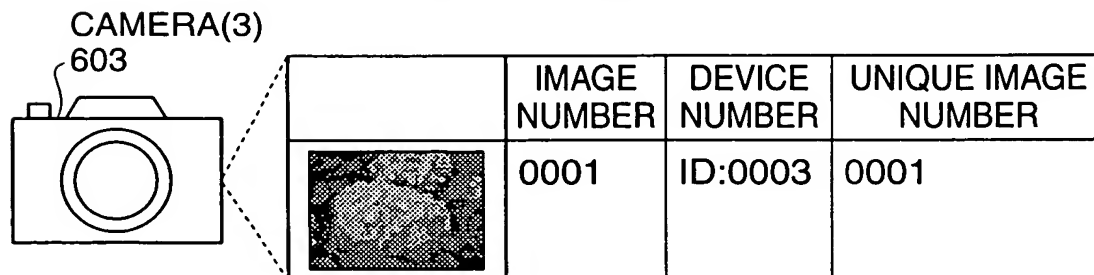 CAMERA(3)
603
IMAGE NUMBER
DEVICE NUMBER
UNIQUE IMAGE NUMBER
0001
ID:0003
0001